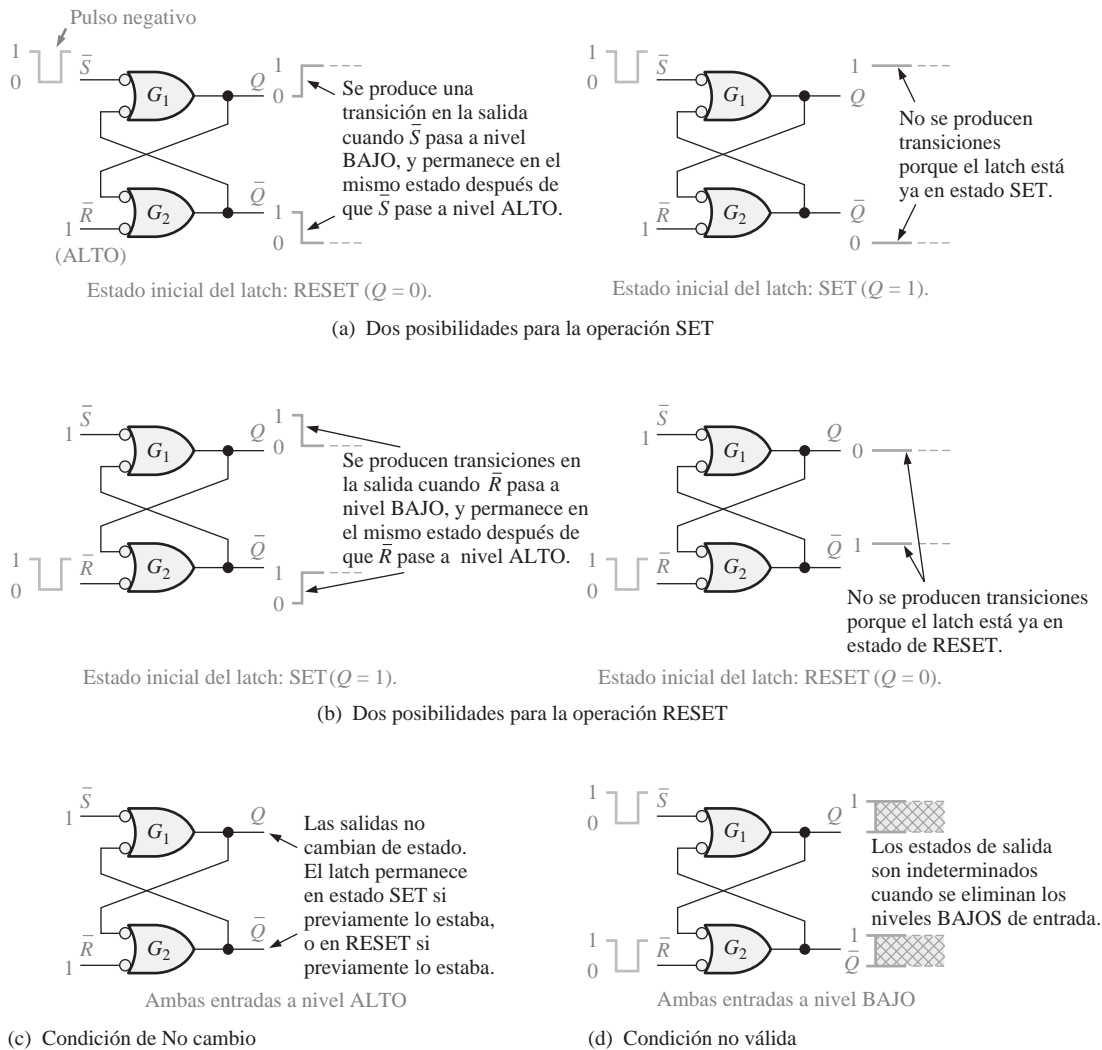 Pulso negativo
1
0
S̅
G1
Q
1
0
Se produce una
transición en la salida
cuando S̅ pasa a nivel
BAJO, y permanece en el
mismo estado después de
que S̅ pase a nivel ALTO.
R̅
1
(ALTO)
G2
Q̅
1
0
Estado inicial del latch: RESET (Q = 0).
1
0
S̅
G1
1
Q
No se producen
transiciones
porque el latch está
ya en estado SET.
R̅
1
G2
Q̅
0
Estado inicial del latch: SET (Q = 1).
(a) Dos posibilidades para la operación SET
S̅
1
G1
Q
1
0
Se producen transiciones en
la salida cuando R̅ pasa a
nivel BAJO, y permanece en
el mismo estado después de
que R̅ pase a nivel ALTO.
1
0
R̅
G2
Q̅
1
0
Estado inicial del latch: SET (Q = 1).
S̅
1
G1
Q
0
1
0
R̅
G2
Q̅
1
No se producen transiciones
porque el latch está ya en
estado de RESET.
Estado inicial del latch: RESET (Q = 0).
(b) Dos posibilidades para la operación RESET
S̅
1
G1
Q
Las salidas no
cambian de estado.
El latch permanece
en estado SET si
previamente lo estaba,
o en RESET si
previamente lo estaba.
R̅
1
G2
Q̅
Ambas entradas a nivel ALTO
(c) Condición de No cambio
1
0
S̅
G1
Q
1
Los estados de salida
son indeterminados
cuando se eliminan los
niveles BAJOS de entrada.
1
0
R̅
G2
1
Q̅
Ambas entradas a nivel BAJO
(d) Condición no válida